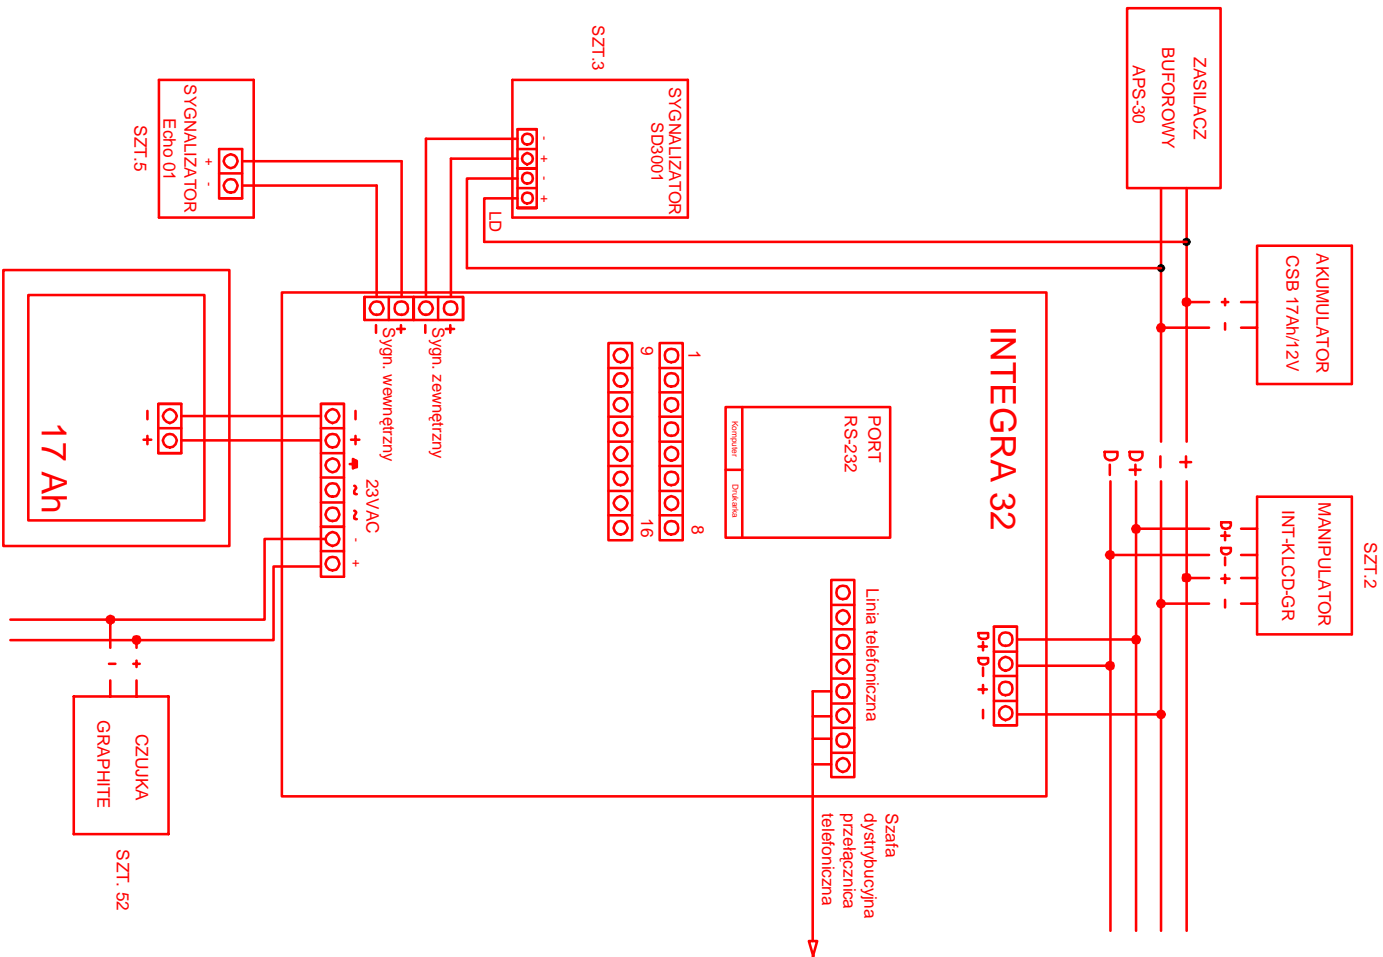 SZT.3
SYGNALIZATOR
SD3001
-
+
-
+
LD
SZT.5
SYGNALIZATOR
Echo 01
+
-
ZASILACZ
BUFOROWY
APS-30
AKUMULATOR
CSB 17Ah/12V
+
-
SZT.2
MANIPULATOR
INT-KLCD-GR
D+ D- + -
+
-
D+
D-
INTEGRA 32
PORT
RS-232
Komputer
Drukarka
1
8
9
16
Sygn. zewnętrzny
Sygn. wewnętrzny
- + - +
- +
23VAC
~ ~
- +
17 Ah
- +
Linia telefoniczna
D+ D- + -
Szafa
dystrybucyjna
przełącznica
telefoniczna
CZUJKA
GRAPHITE
+
-
SZT. 52